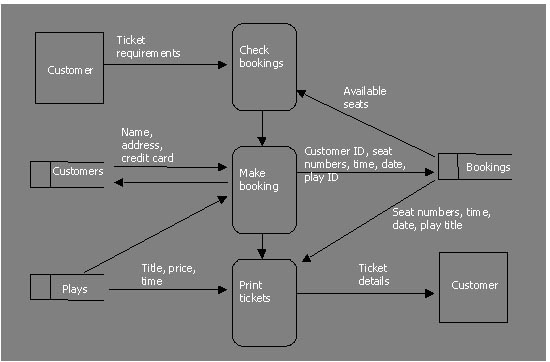 Ticket
requirements
Check
bookings
Customer
Available
seats
Name,
address,
credit card
Customers
Make
booking
Customer ID, seat
numbers, time, date,
play ID
Bookings
Seat numbers, time,
date, play title
Plays
Title, price,
time
Print
tickets
Ticket
details
Customer